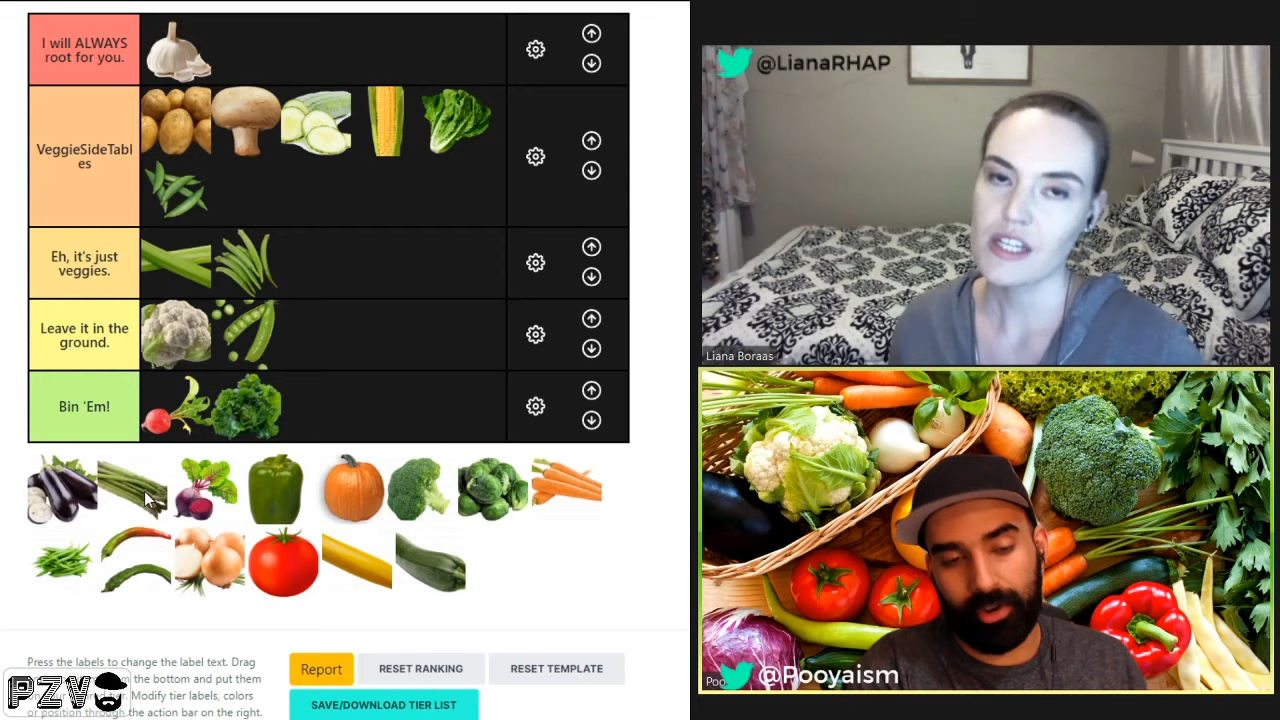 I will ALWAYS
root for you.
VeggieSideTabl
es
Eh, it's just
veggies.
Leave it in the
ground.
Bin 'Em!
Press the labels to change the label text. Drag
m the bottom and put them
Modify tier labels, colors
or position through the action bar on the right.
Report
RESET RANKING
RESET TEMPLATE
SAVE/DOWNLOAD TIER LIST
PZV
@LianaRHAP
Liana Boraas
Poo
@Pooyaism